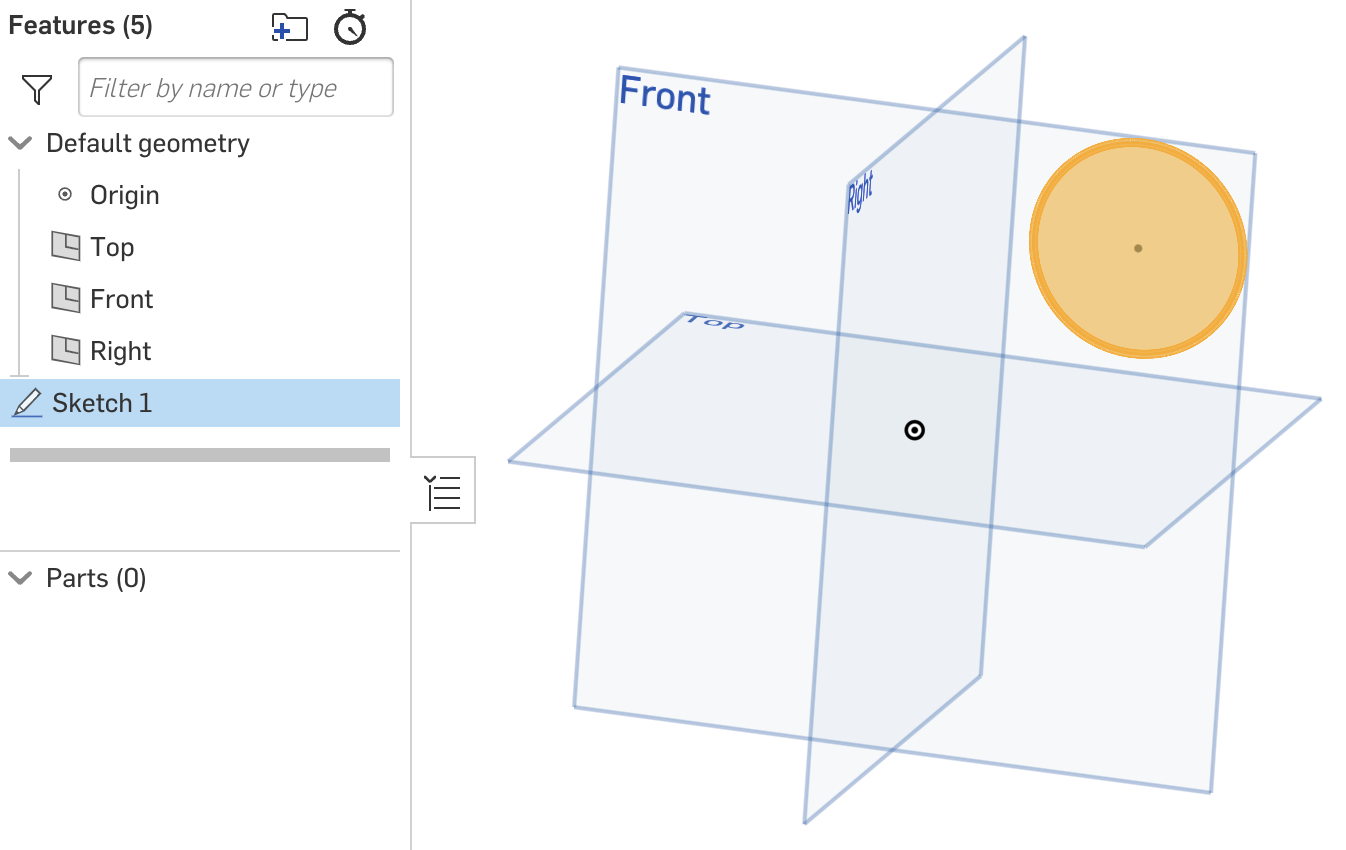 Features (5)
Filter by name or type
Default geometry
Origin
Top
Front
Right
Sketch 1
Parts (0)
Front
Right
Top